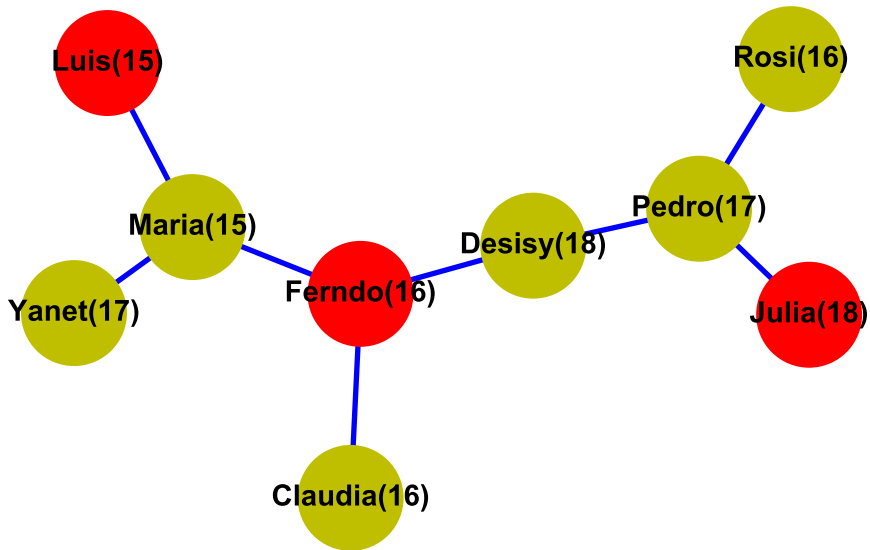 Luis(15)
Rosi(16)
Maria(15)
Pedro(17)
Desisy(18)
Ferndo(16)
Yanet(17)
Julia(18)
Claudia(16)